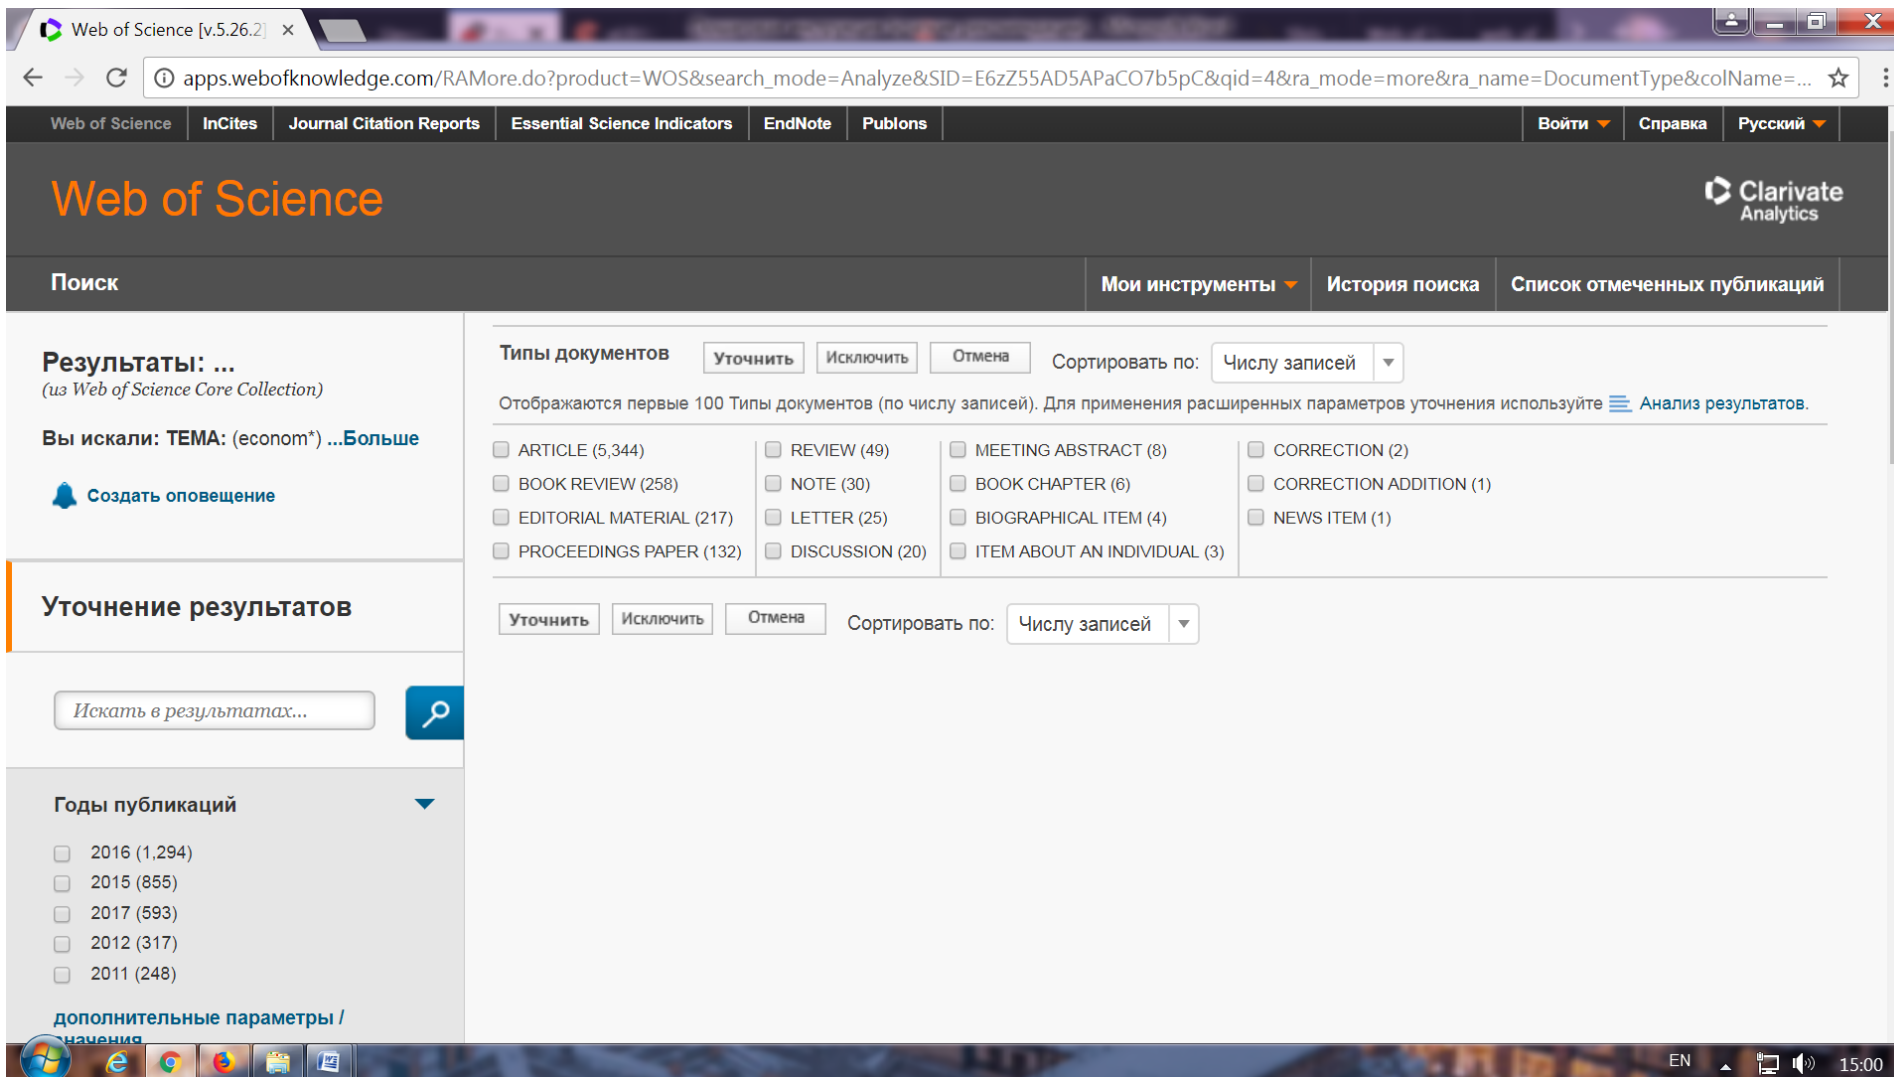 Web of Science [v.5.26.2]
apps.webofknowledge.com/RAMore.do?product=WOS&search_mode=Analyze&SID=E6zZ55AD5APaCO7b5pC&qid=4&ra_mode=more&ra_name=DocumentType&colName=...
Web of Science InCites Journal Citation Reports Essential Science Indicators EndNote Publons Войти Справка Русский
Web of Science
Clarivate
Analytics
Поиск Мои инструменты История поиска Список отмеченных публикаций
Результаты: ...
(из Web of Science Core Collection)
Вы искали: ТЕМА: (econom*) ...Больше
Создать оповещение
Уточнение результатов
Искать в результатах...
Годы публикаций
2016 (1,294)
2015 (855)
2017 (593)
2012 (317)
2011 (248)
дополнительные параметры /
значения
Типы документов Уточнить Исключить Отмена Сортировать по: Числу записей
Отображаются первые 100 Типы документов (по числу записей). Для применения расширенных параметров уточнения используйте Анализ результатов.
ARTICLE (5,344) REVIEW (49) MEETING ABSTRACT (8) CORRECTION (2)
BOOK REVIEW (258) NOTE (30) BOOK CHAPTER (6) CORRECTION ADDITION (1)
EDITORIAL MATERIAL (217) LETTER (25) BIOGRAPHICAL ITEM (4) NEWS ITEM (1)
PROCEEDINGS PAPER (132) DISCUSSION (20) ITEM ABOUT AN INDIVIDUAL (3)
Уточнить Исключить Отмена Сортировать по: Числу записей
EN 15:00